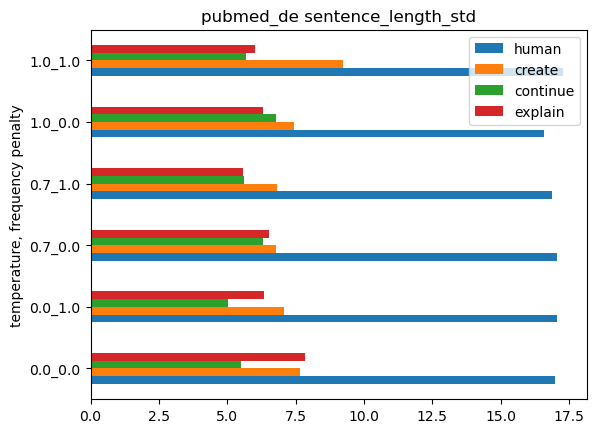 pubmed_de sentence_length_std
temperature, frequency penalty
1.0_1.0
1.0_0.0
0.7_1.0
0.7_0.0
0.0_1.0
0.0_0.0
human
create
continue
explain
0.0 2.5 5.0 7.5 10.0 12.5 15.0 17.5